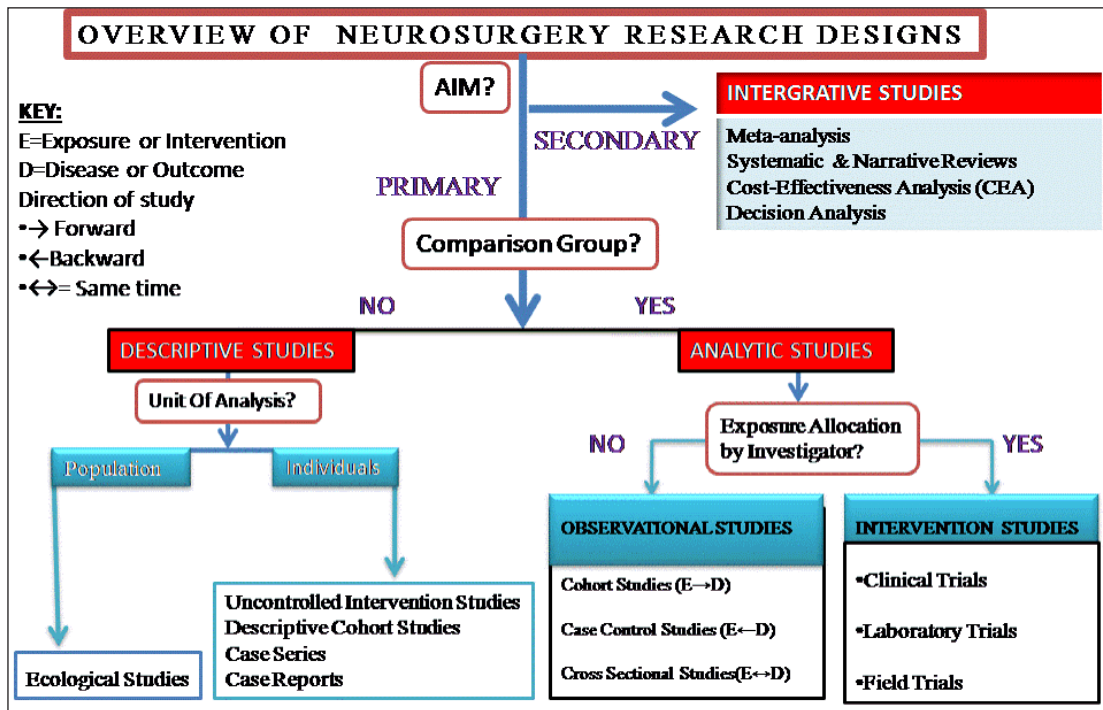 OVERVIEW OF NEUROSURGERY RESEARCH DESIGNS
AIM?
KEY:
E=Exposure or Intervention
D=Disease or Outcome
Direction of study
•→ Forward
•←Backward
•↔= Same time
SECONDARY
INTERGRATIVE STUDIES
Meta-analysis
Systematic & Narrative Reviews
Cost-Effectiveness Analysis (CEA)
Decision Analysis
PRIMARY
Comparison Group?
NO
YES
DESCRIPTIVE STUDIES
Unit Of Analysis?
Population
Individuals
Ecological Studies
Uncontrolled Intervention Studies
Descriptive Cohort Studies
Case Series
Case Reports
ANALYTIC STUDIES
Exposure Allocation
by Investigator?
NO
YES
OBSERVATIONAL STUDIES
Cohort Studies (E→D)
Case Control Studies (E←D)
Cross Sectional Studies(E↔D)
INTERVENTION STUDIES
•Clinical Trials
•Laboratory Trials
•Field Trials